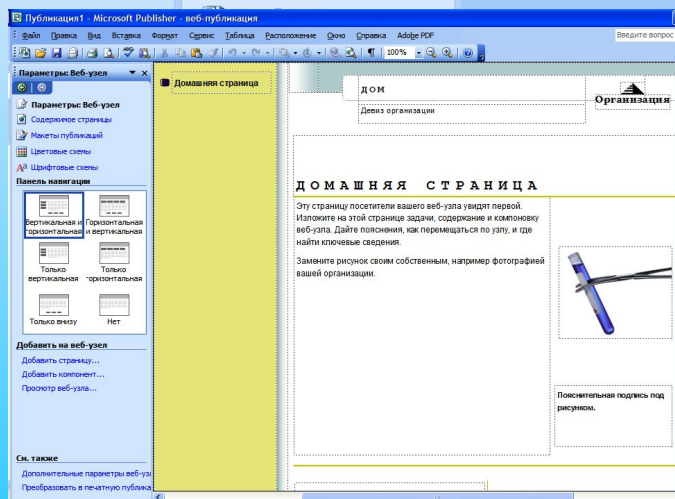 Публикация1 - Microsoft Publisher - веб-публикация
Файл Правка Вид Вставка Формат Сервис Таблица Расположение Окно Справка Adobe PDF
Введите вопрос
100%
Параметры: Веб-узел
Параметры: Веб-узел
Содержимое страницы
Макеты публикаций
Цветовые схемы
Шрифтовые схемы
Панель навигации
Вертикальная и горизонтальная
Горизонтальная и вертикальная
Только вертикальная
Только горизонтальная
Только внизу
Нет
Добавить на веб-узел
Добавить страницу...
Добавить компонент...
Просмотр веб-узла...
См. также
Дополнительные параметры веб-уз
Преобразовать в печатную публика
Домашняя страница
ДОМ
Девиз организации
Организация
ДОМАШНЯЯ СТРАНИЦА
Эту страницу посетители вашего веб-узла увидят первой.
Изложите на этой странице задачи, содержание и компоновку
веб-узла. Дайте пояснения, как перемещаться по узлу, и где
найти ключевые сведения.
Замените рисунок своим собственным, например фотографией
вашей организации.
Пояснительная подпись под
рисунком.